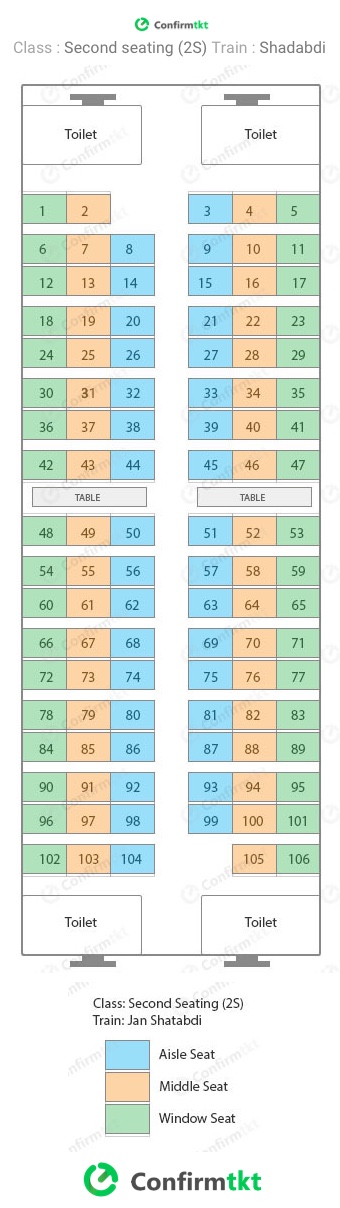 Confirmtkt
Class : Second seating (2S) Train : Shadabdi
Toilet Toilet
1 2 3 4 5
6 7 8 9 10 11
12 13 14 15 16 17
18 19 20 21 22 23
24 25 26 27 28 29
30 31 32 33 34 35
36 37 38 39 40 41
42 43 44 45 46 47
TABLE TABLE
48 49 50 51 52 53
54 55 56 57 58 59
60 61 62 63 64 65
66 67 68 69 70 71
72 73 74 75 76 77
78 79 80 81 82 83
84 85 86 87 88 89
90 91 92 93 94 95
96 97 98 99 100 101
102 103 104 105 106
Toilet Toilet
Class: Second Seating (2S)
Train: Jan Shatabdi
Aisle Seat
Middle Seat
Window Seat
Confirmtkt